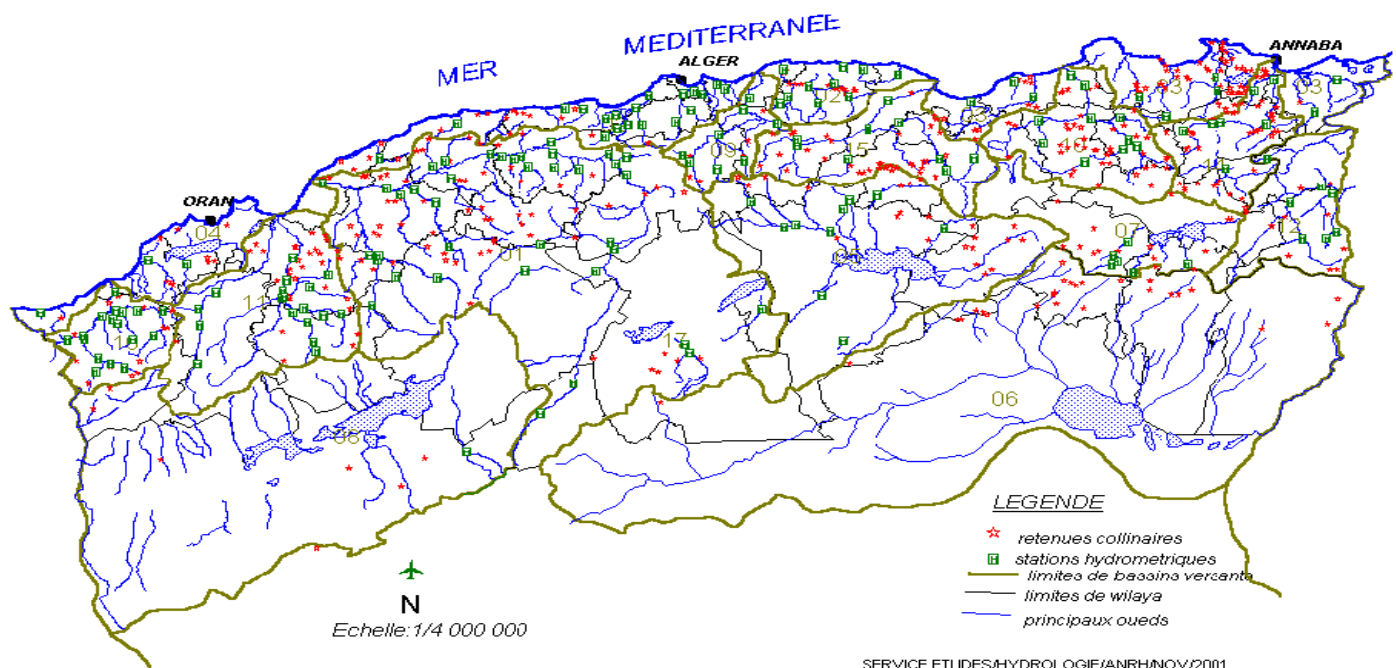 MER MEDITERRANEE
ALGER
ANNABA
ORAN
02
03
03
09
15
10
04
01
07
12
11
17
06
08
LEGENDE
retenues collinaires
stations hydrometriques
limites de bassins versants
limites de wilaya
principaux oueds
N
Echelle:1/4 000 000
SERVICE ETUDES/HYDROLOGIE/ANRH/NOV/2001